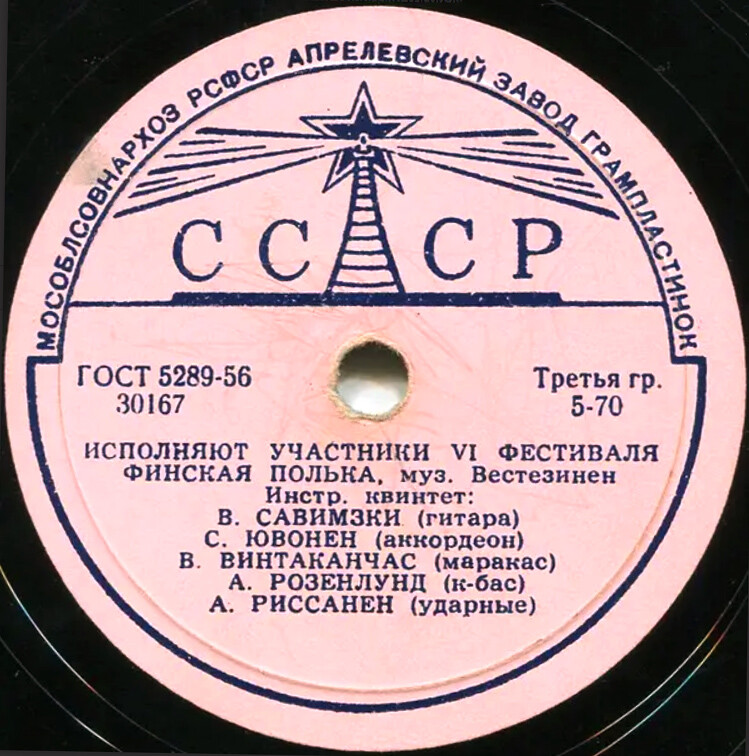 МОСОБЛСОВНАРХОЗ РСФСР АПРЕЛЕВСКИЙ ЗАВОД ГРАМПЛАСТИНОК
СССР
ГОСТ 5289-56
30167
Третья гр.
5-70
ИСПОЛНЯЮТ УЧАСТНИКИ VI ФЕСТИВАЛЯ
ФИНСКАЯ ПОЛЬКА, муз. Вестезинен
Инстр. квинтет:
В. САВИМЗКИ (гитара)
С. ЮВОНЕН (аккордеон)
В. ВИНТАКАНЧАС (маракас)
А. РОЗЕНЛУНД (к-бас)
А. РИССАНЕН (ударные)